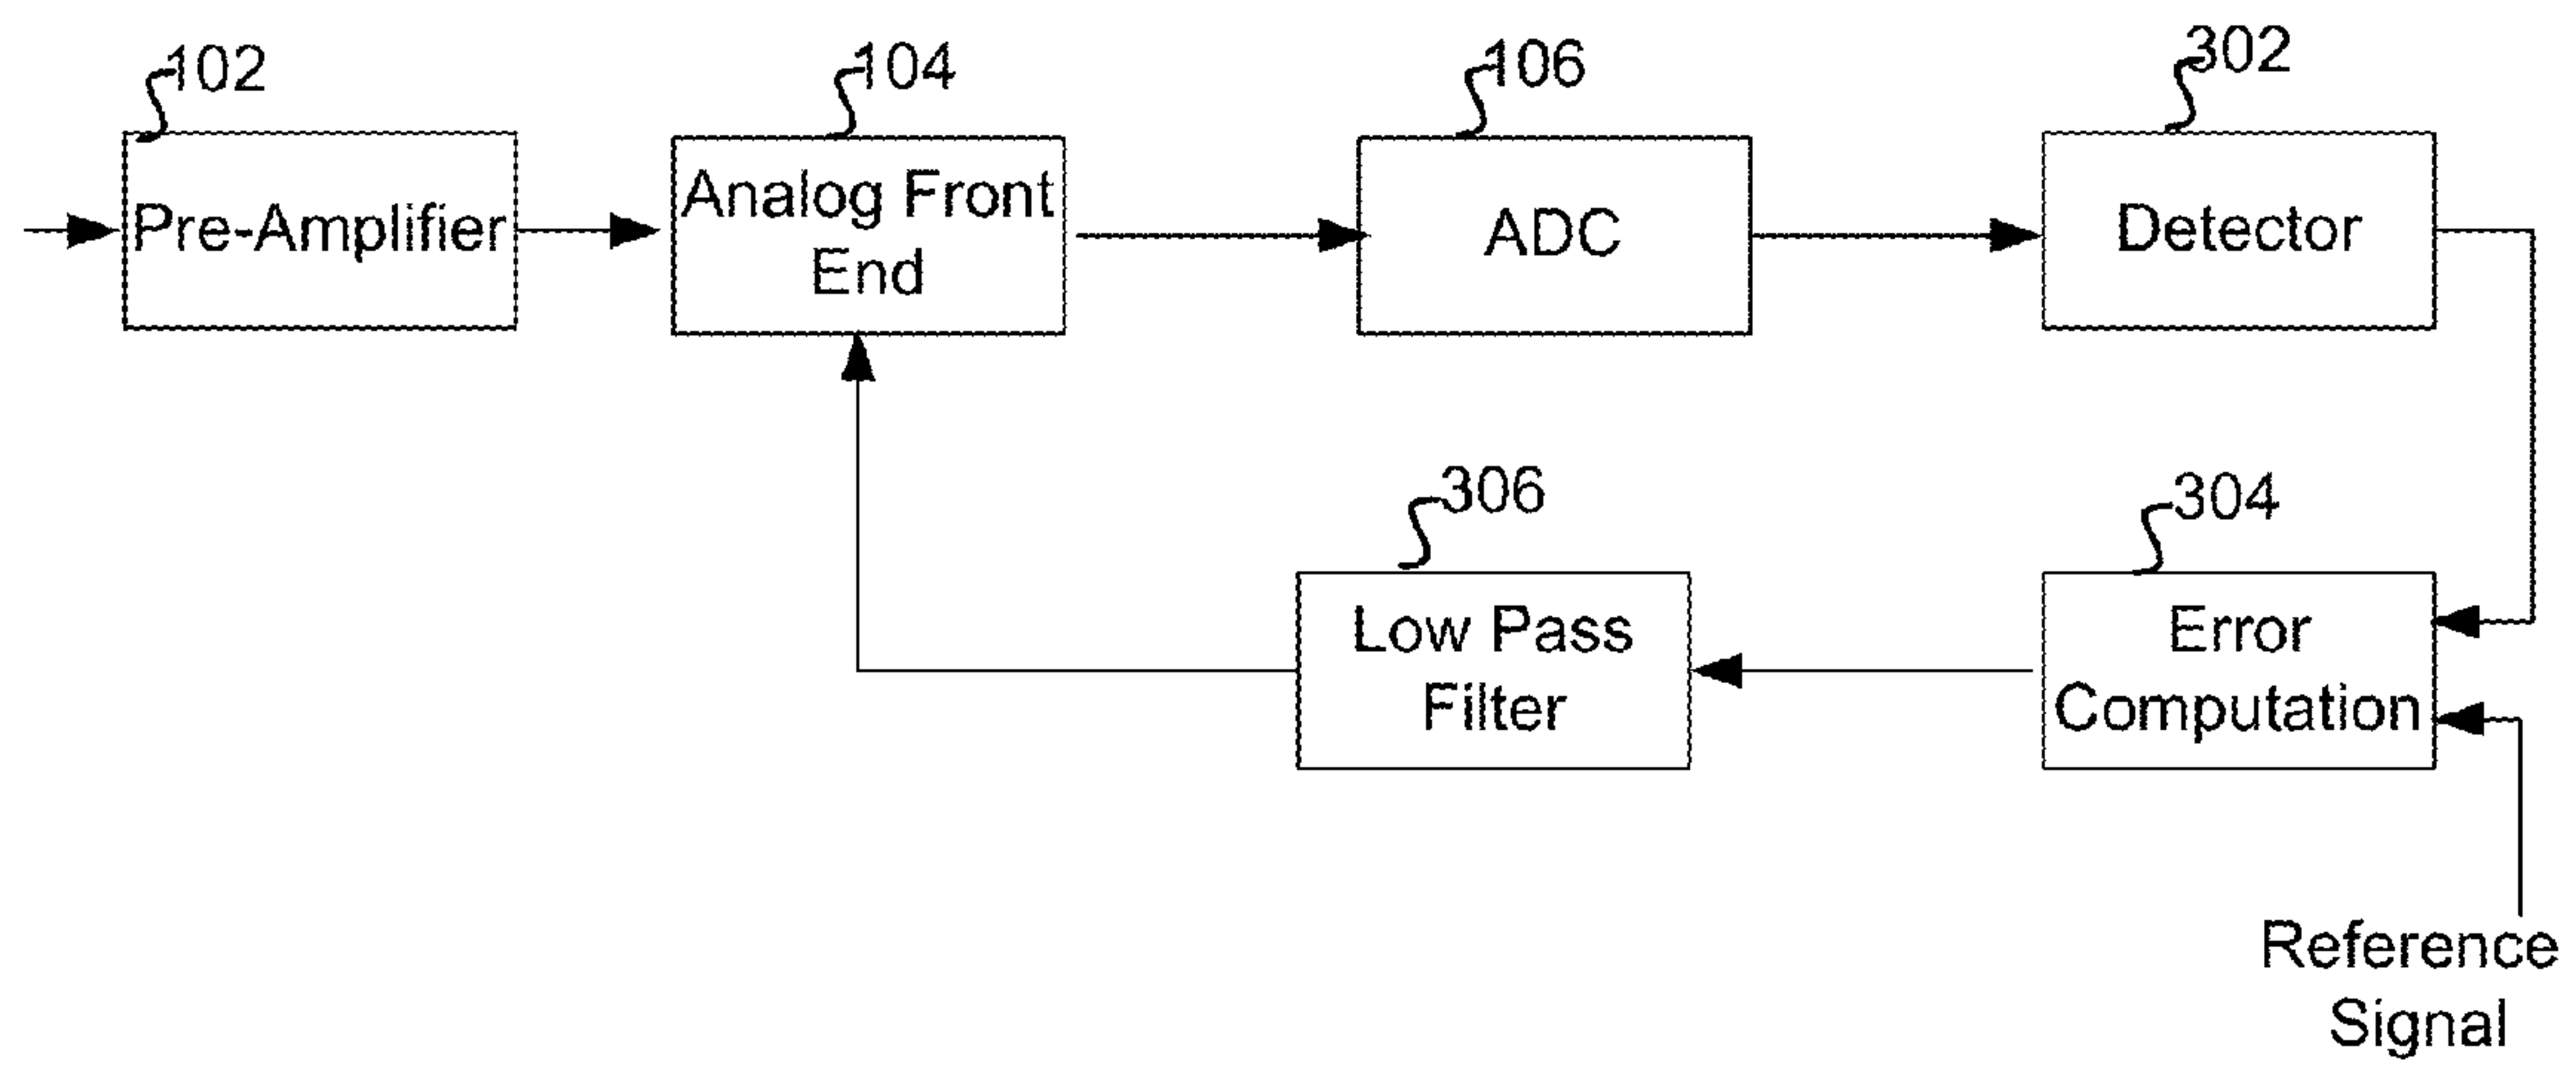 102
104
106
302
Pre-Amplifier
Analog Front
End
ADC
Detector
306
304
Low Pass
Filter
Error
Computation
Reference
Signal